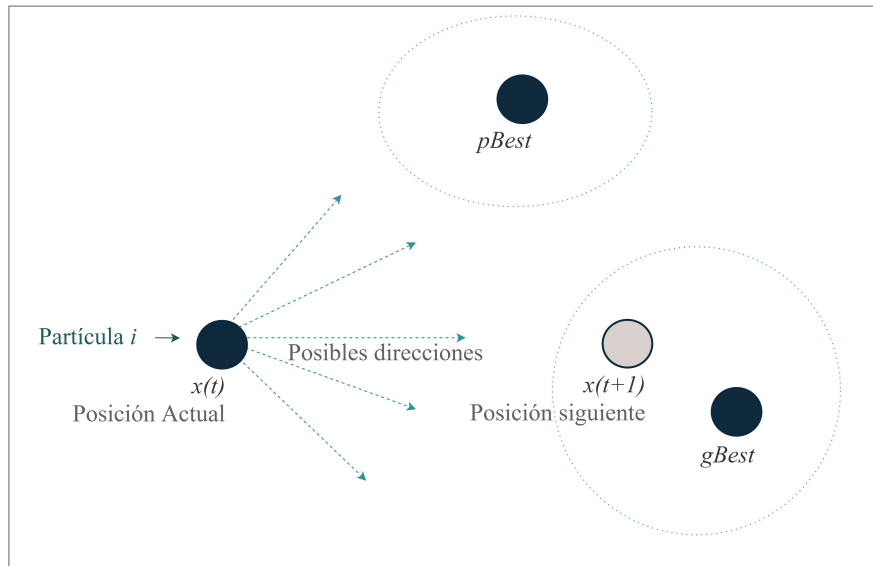 pBest
Partícula i
Posibles direcciones
x(t)
Posición Actual
x(t+1)
Posición siguiente
gBest